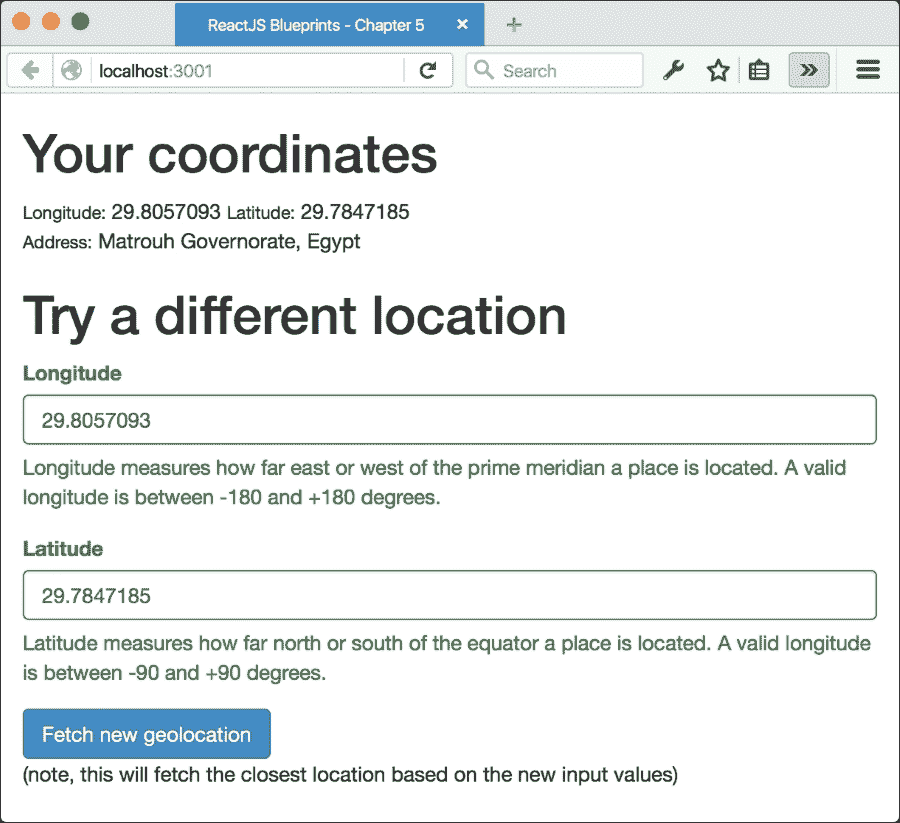 ReactJS Blueprints - Chapter 5
localhost:3001
Search
Your coordinates
Longitude: 29.8057093 Latitude: 29.7847185
Address: Matrouh Governorate, Egypt
Try a different location
Longitude
29.8057093
Longitude measures how far east or west of the prime meridian a place is located. A valid
longitude is between -180 and +180 degrees.
Latitude
29.7847185
Latitude measures how far north or south of the equator a place is located. A valid longitude
is between -90 and +90 degrees.
Fetch new geolocation
(note, this will fetch the closest location based on the new input values)